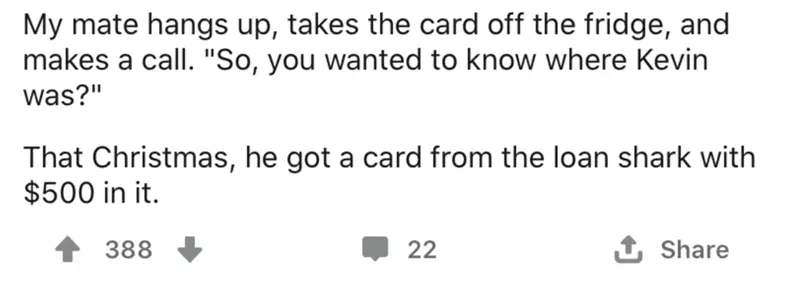 My mate hangs up, takes the card off the fridge, and
makes a call. "So, you wanted to know where Kevin
was?"
That Christmas, he got a card from the loan shark with
$500 in it.
388 22 Share